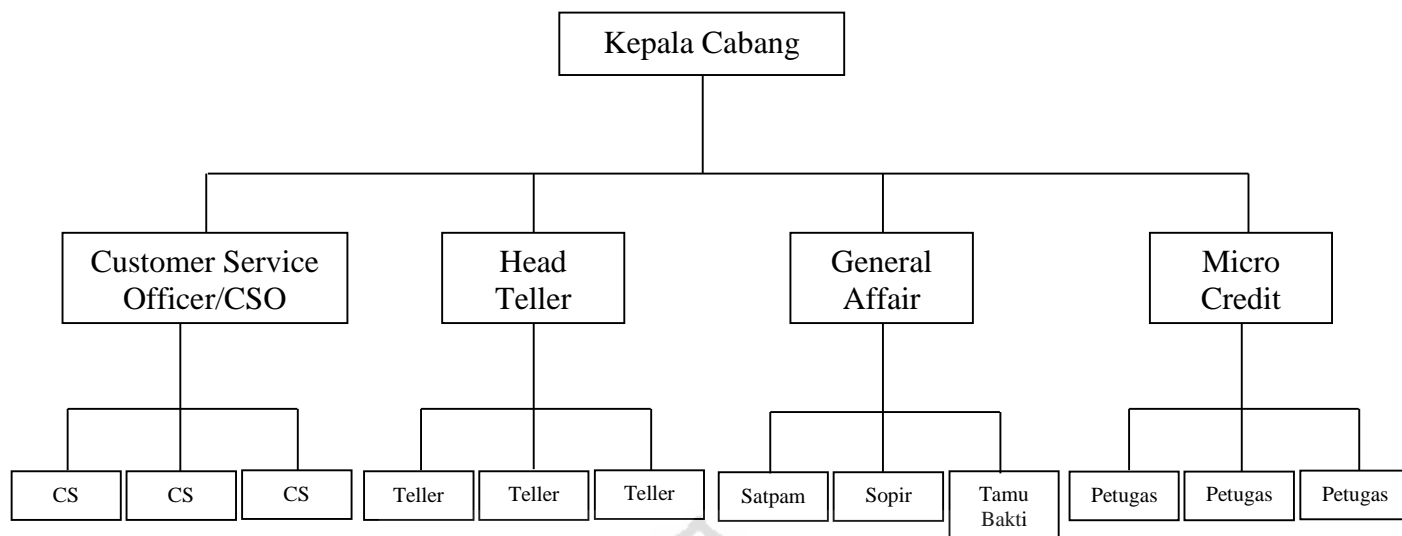 Kepala Cabang
Customer Service
Officer/CSO
Head
Teller
General
Affair
Micro
Credit
CS
CS
CS
Teller
Teller
Teller
Satpam
Sopir
Tamu
Bakti
Petugas
Petugas
Petugas